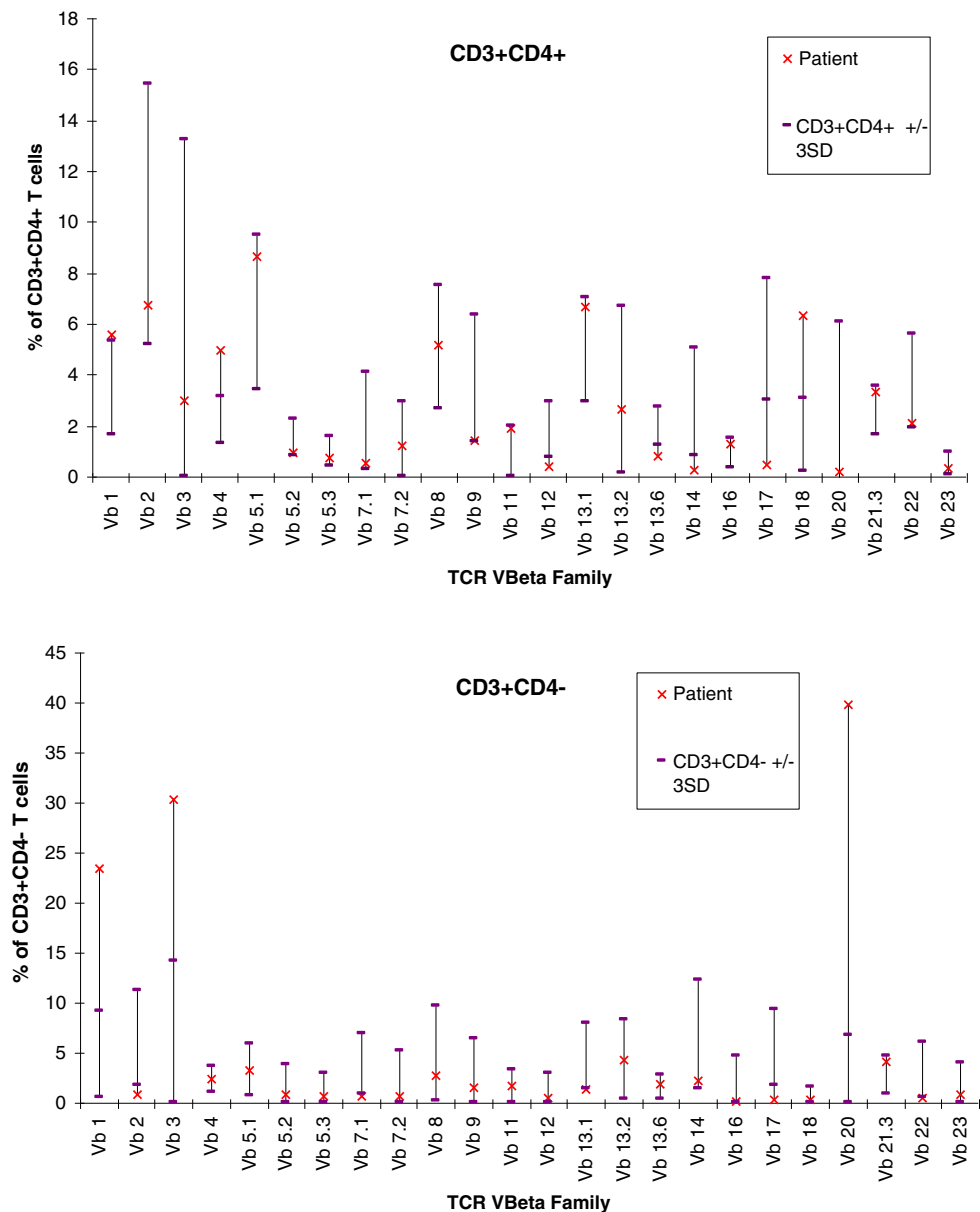 18
16
14
12
10
8
6
4
2
0
% of CD3+CD4+ T cells
CD3+CD4+
Patient
CD3+CD4+ +/-
3SD
Vb 1
Vb 2
Vb 3
Vb 4
Vb 5.1
Vb 5.2
Vb 5.3
Vb 7.1
Vb 7.2
Vb 8
Vb 9
Vb 11
Vb 12
Vb 13.1
Vb 13.2
Vb 13.6
Vb 14
Vb 16
Vb 17
Vb 18
Vb 20
Vb 21.3
Vb 22
Vb 23
TCR VBeta Family
45
40
35
30
25
20
15
10
5
0
% of CD3+CD4- T cells
CD3+CD4-
Patient
CD3+CD4- +/-
3SD
Vb 1
Vb 2
Vb 3
Vb 4
Vb 5.1
Vb 5.2
Vb 5.3
Vb 7.1
Vb 7.2
Vb 8
Vb 9
Vb 11
Vb 12
Vb 13.1
Vb 13.2
Vb 13.6
Vb 14
Vb 16
Vb 17
Vb 18
Vb 20
Vb 21.3
Vb 22
Vb 23
TCR VBeta Family